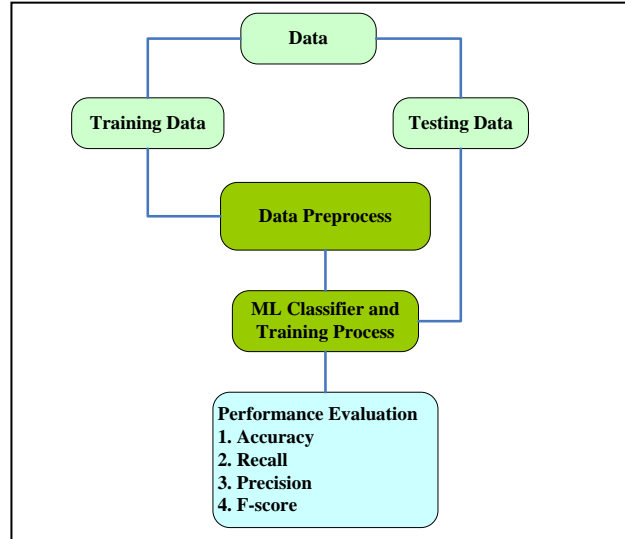 Data
Training Data
Testing Data
Data Preprocess
ML Classifier and
Training Process
Performance Evaluation
1. Accuracy
2. Recall
3. Precision
4. F-score